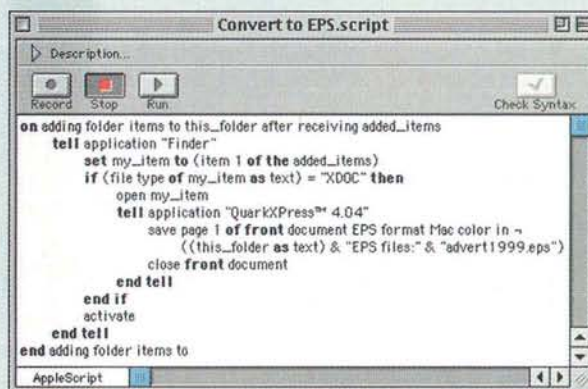 Convert to EPS.script
Description...
Record Stop Run Check Syntax
on adding folder items to this_folder after receiving added_items
tell application "Finder"
set my_item to (item 1 of the added_items)
if (file type of my_item as text) = "XDOC" then
open my_item
tell application "QuarkXPress™ 4.04"
save page 1 of front document EPS format Mac color in ¬
((this_folder as text) & "EPS files:" & "advert1999.eps")
close front document
end tell
end if
activate
end tell
end adding folder items to
AppleScript